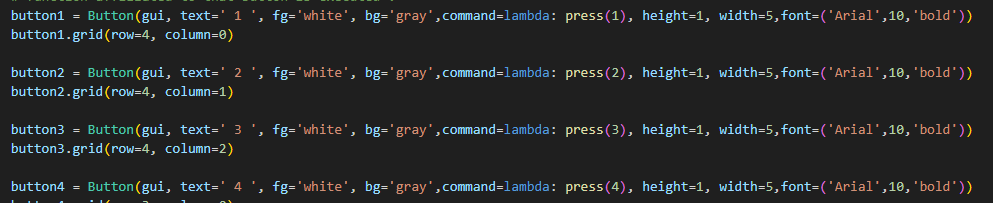 button1 = Button(gui, text=' 1 ', fg='white', bg='gray',command=lambda: press(1), height=1, width=5,font=('Arial',10,'bold'))
button1.grid(row=4, column=0)
button2 = Button(gui, text=' 2 ', fg='white', bg='gray',command=lambda: press(2), height=1, width=5,font=('Arial',10,'bold'))
button2.grid(row=4, column=1)
button3 = Button(gui, text=' 3 ', fg='white', bg='gray',command=lambda: press(3), height=1, width=5,font=('Arial',10,'bold'))
button3.grid(row=4, column=2)
button4 = Button(gui, text=' 4 ', fg='white', bg='gray',command=lambda: press(4), height=1, width=5,font=('Arial',10,'bold'))